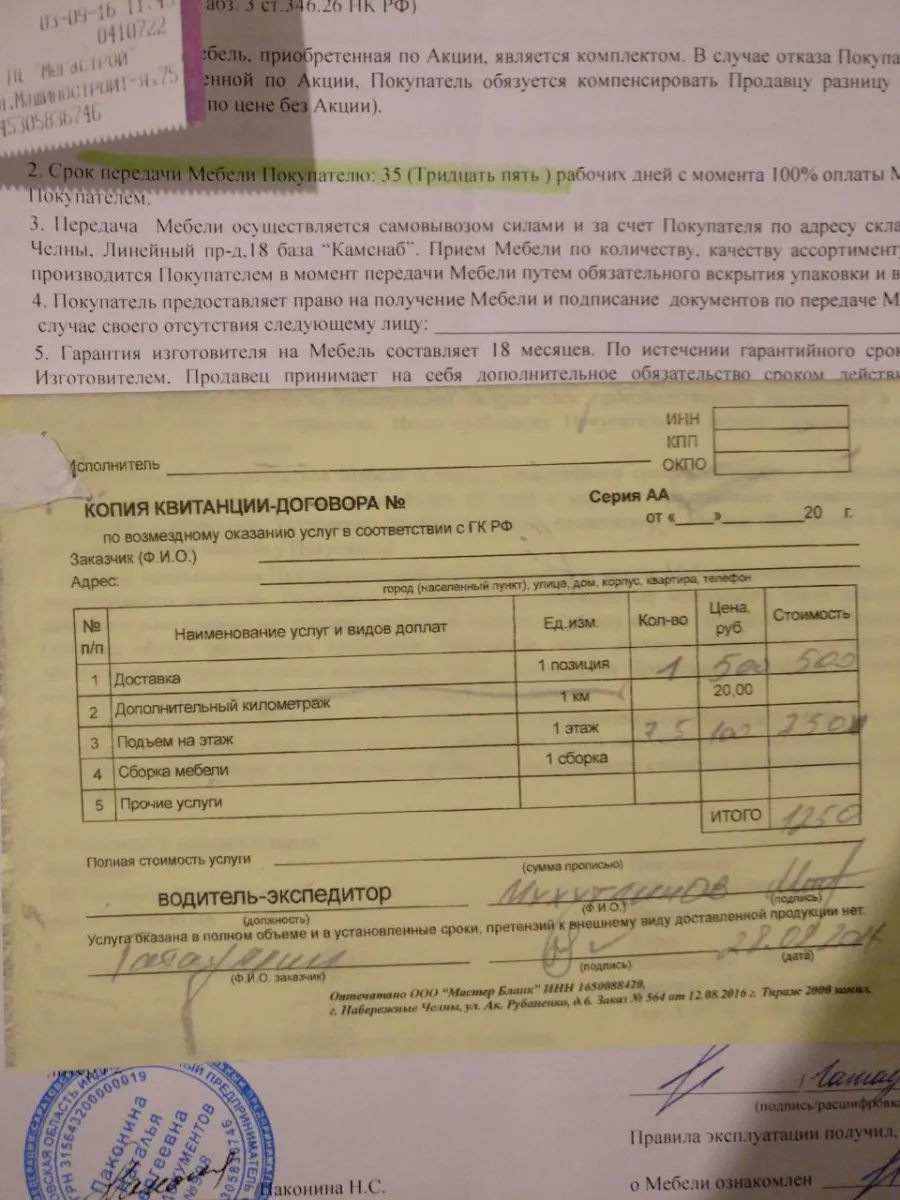 03-09-16 11:45
0410722
ТЦ "Мегастрой"
л.Машиностроит-я.75
45305836746
абз. 3 ст.346.26 НК РФ)
ебель, приобретенная по Акции, является комплектом. В случае отказа Покупа
енной по Акции, Покупатель обязуется компенсировать Продавцу разницу
по цене без Акции).
2. Срок передачи Мебели Покупателю: 35 (Тридцать пять ) рабочих дней с момента 100% оплаты М
Покупателем.
3. Передача Мебели осуществляется самовывозом силами и за счет Покупателя по адресу скла
Челны, Линейный пр-д,18 база "Камснаб". Прием Мебели по количеству, качеству ассортименту
производится Покупателем в момент передачи Мебели путем обязательного вскрытия упаковки и в
4. Покупатель предоставляет право на получение Мебели и подписание документов по передаче М
случае своего отсутствия следующему лицу:
5. Гарантия изготовителя на Мебель составляет 18 месяцев. По истечении гарантийного срок
Изготовителем, Продавец принимает на себя дополнительное обязательство сроком действи
ИНН
КПП
Исполнитель ОКПО
КОПИЯ КВИТАНЦИИ-ДОГОВОРА № Серия АА
по возмездному оказанию услуг в соответствии с ГК РФ от «____»________20 г.
Заказчик (Ф.И.О.)
Адрес:
город (населенный пункт), улица, дом, корпус, квартира, телефон
№ п/п Наименование услуг и видов доплат Ед.изм. Кол-во Цена, руб Стоимость
1 Доставка 1 позиция 1 500 500
2 Дополнительный километраж 1 км 20,00
3 Подъем на этаж 1 этаж 7,5 100 750
4 Сборка мебели 1 сборка
5 Прочие услуги
ИТОГО 1250
Полная стоимость услуги
(сумма прописью)
водитель-экспедитор
(должность) (Ф.И.О.) (подпись)
Услуга оказана в полном объеме и в установленные сроки, претензий к внешнему виду доставленной продукции нет.
(Ф.И.О. заказчик) (подпись) (дата)
Отпечатано ООО "Мастер Бланк" ИНН 1650088420,
г. Набережные Челны, ул. Ак. Рубаненко, д.6. Заказ № 564 от 12.08.2016 г. Тираж 2000 компл.
(подпись/расшифровка
Правила эксплуатации получил,
о Мебели ознакомлен
Наконина Н.С.